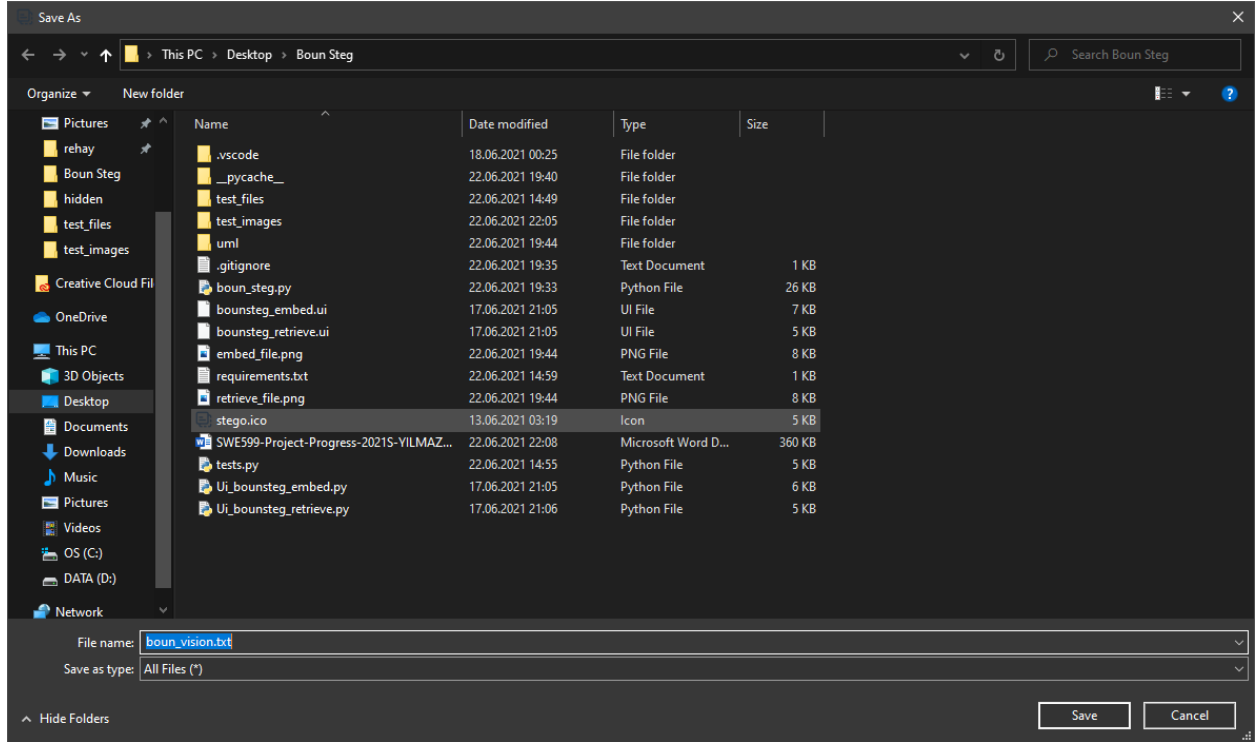 Save As
This PC > Desktop > Boun Steg
Search Boun Steg
Organize
New folder
Pictures
rehay
Boun Steg
hidden
test_files
test_images
Creative Cloud Fil
OneDrive
This PC
3D Objects
Desktop
Documents
Downloads
Music
Pictures
Videos
OS (C:)
DATA (D:)
Network
Name Date modified Type Size
.vscode 18.06.2021 00:25 File folder
__pycache__ 22.06.2021 19:40 File folder
test_files 22.06.2021 14:49 File folder
test_images 22.06.2021 22:05 File folder
uml 22.06.2021 19:44 File folder
.gitignore 22.06.2021 19:35 Text Document 1 KB
boun_steg.py 22.06.2021 19:33 Python File 26 KB
bounsteg_embed.ui 17.06.2021 21:05 UI File 7 KB
bounsteg_retrieve.ui 17.06.2021 21:05 UI File 5 KB
embed_file.png 22.06.2021 19:44 PNG File 8 KB
requirements.txt 22.06.2021 14:59 Text Document 1 KB
retrieve_file.png 22.06.2021 19:44 PNG File 8 KB
stego.ico 13.06.2021 03:19 Icon 5 KB
SWE599-Project-Progress-2021S-YILMAZ... 22.06.2021 22:08 Microsoft Word D... 360 KB
tests.py 22.06.2021 14:55 Python File 5 KB
Ui_bounsteg_embed.py 17.06.2021 21:05 Python File 6 KB
Ui_bounsteg_retrieve.py 17.06.2021 21:06 Python File 5 KB
File name: boun_vision.txt
Save as type: All Files (*)
Hide Folders
Save
Cancel